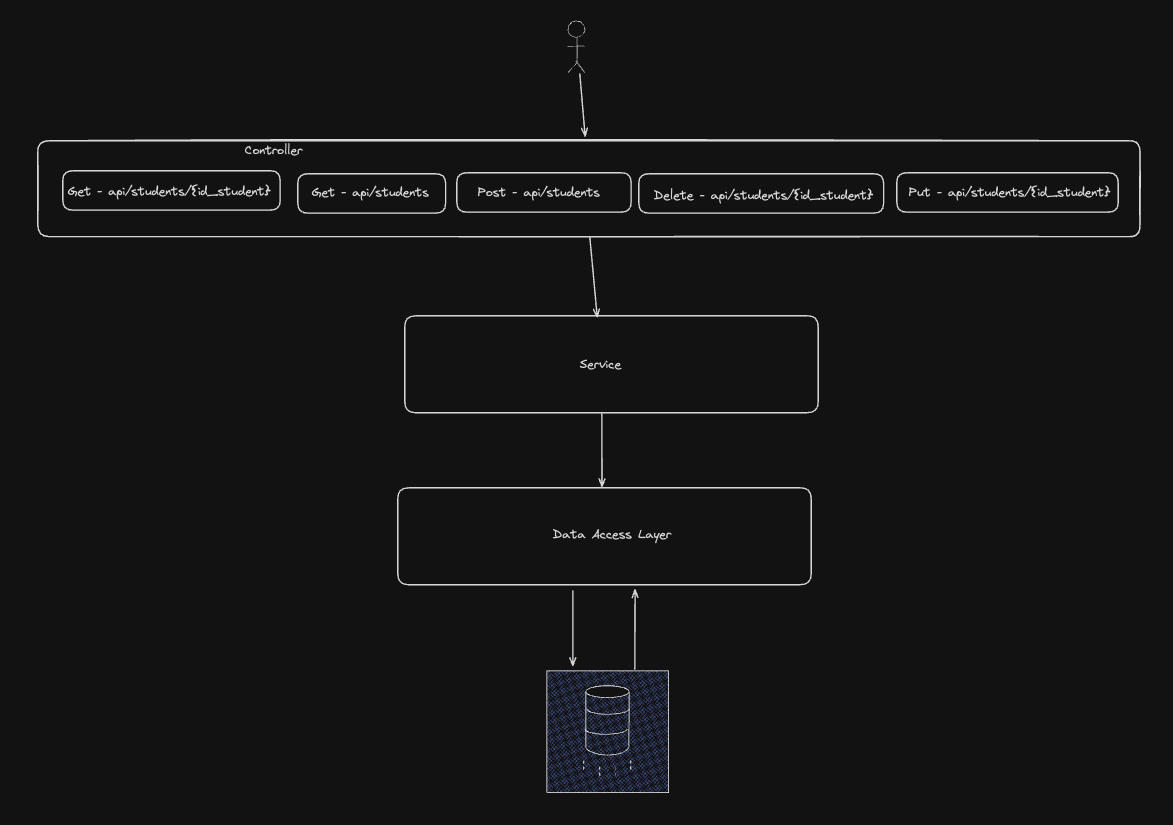 Controller
Get - api/students/{id_student}
Get - api/students
Post - api/students
Delete - api/students/{id_student}
Put - api/students/{id_student}
Service
Data Access Layer